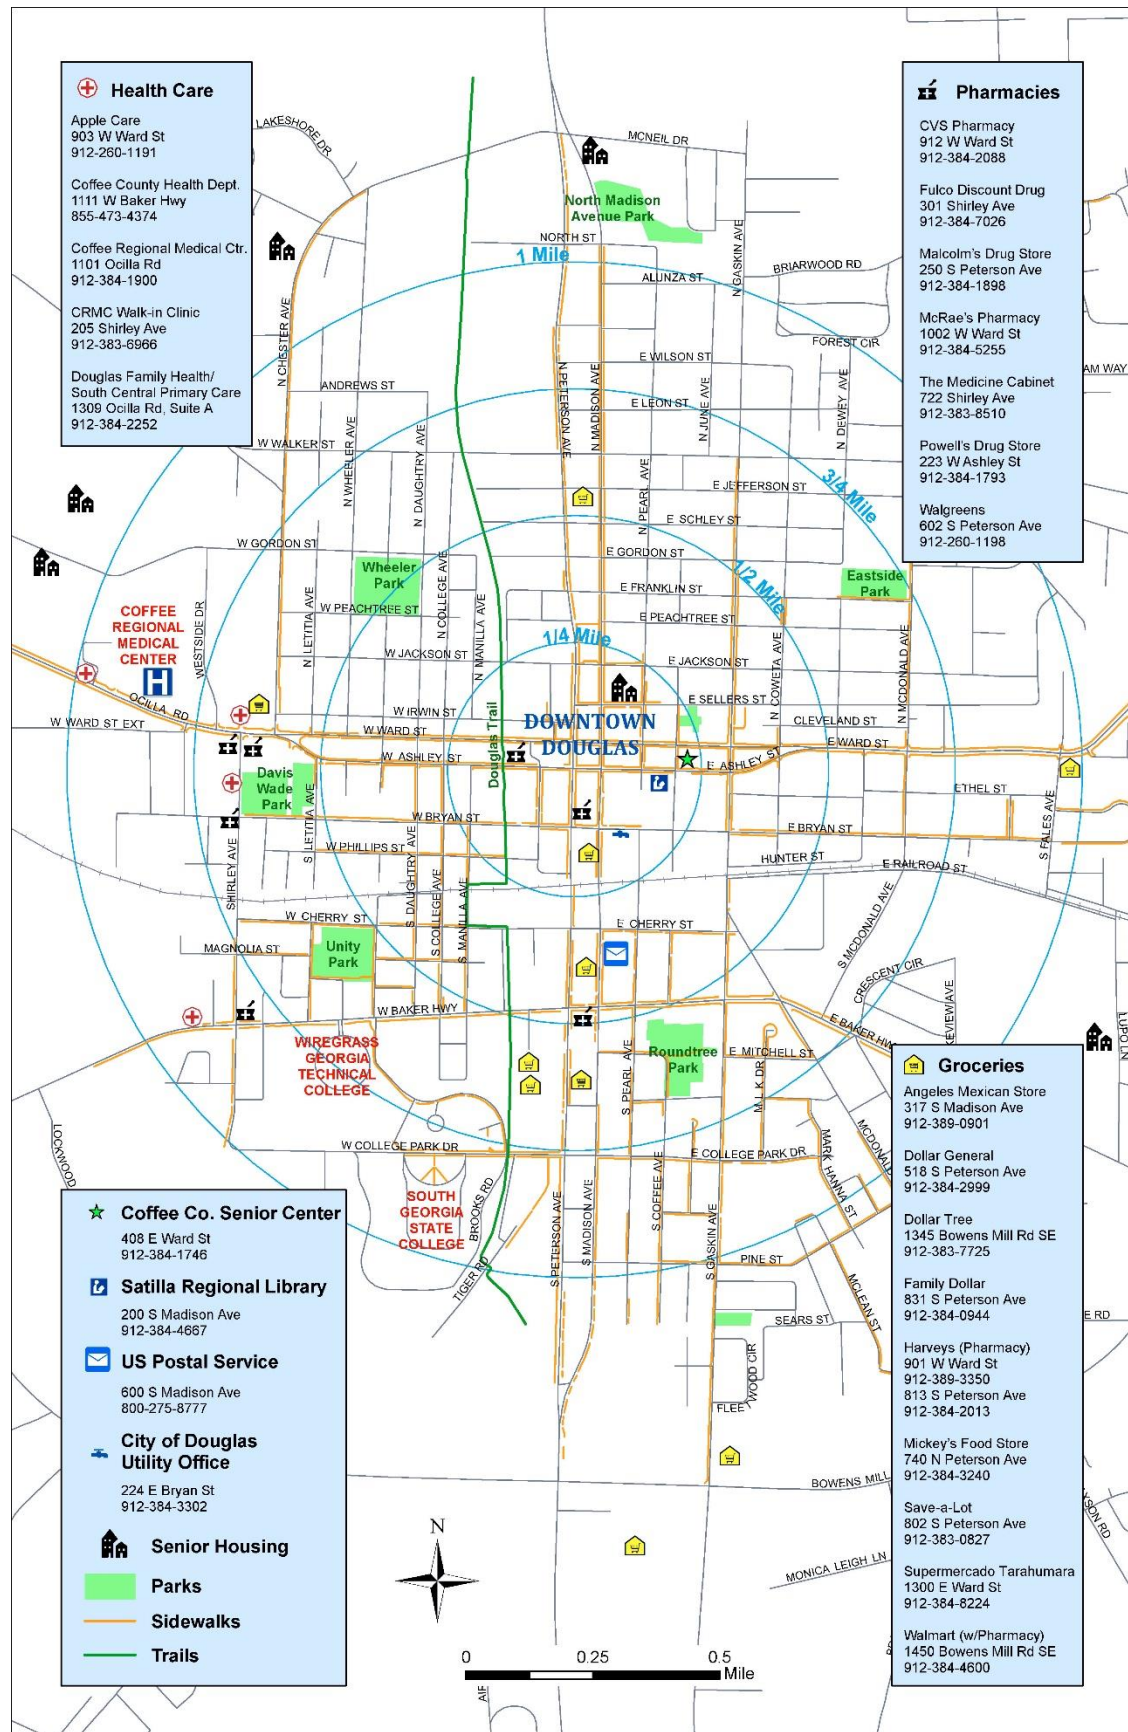 Health Care
Apple Care
903 W Ward St
912-260-1191
Coffee County Health Dept.
1111 W Baker Hwy
855-473-4374
Coffee Regional Medical Ctr.
1101 Ocilla Rd
912-384-1900
CRMC Walk-in Clinic
205 Shirley Ave
912-383-6966
Douglas Family Health/
South Central Primary Care
1309 Ocilla Rd, Suite A
912-384-2252
Pharmacies
CVS Pharmacy
912 W Ward St
912-384-2088
Fulco Discount Drug
301 Shirley Ave
912-384-7026
Malcolm's Drug Store
250 S Peterson Ave
912-384-1898
McRae's Pharmacy
1002 W Ward St
912-384-5255
The Medicine Cabinet
722 Shirley Ave
912-383-8510
Powell's Drug Store
223 W Ashley St
912-384-1793
Walgreens
602 S Peterson Ave
912-260-1198
LAKESHORE DR
MCNEIL DR
North Madison
Avenue Park
NORTH ST
1 Mile
ALUNZA ST
N GASKIN AVE
BRIARWOOD RD
FOREST CIR
N CHESTER AVE
E WILSON ST
AM WAY
ANDREWS ST
N PETERSON AVE
N MADISON AVE
E LEON ST
N JUNE AVE
N DEWEY AVE
W WALKER ST
N WHEELER AVE
N DAUGHTRY AVE
N PEARL AVE
E JEFFERSON ST
3/4 Mile
E SCHLEY ST
W GORDON ST
E GORDON ST
1/2 Mile
Wheeler
Park
N COLLEGE AVE
E FRANKLIN ST
Eastside
Park
COFFEE
REGIONAL
MEDICAL
CENTER
H
WESTSIDE DR
N LETITIA AVE
W PEACHTREE ST
N MANILLA AVE
E PEACHTREE ST
1/4 Mile
W JACKSON ST
E JACKSON ST
N COWETA AVE
N MCDONALD AVE
E SELLERS ST
OCILLA RD
W WARD ST EXT
W IRWIN ST
W WARD ST
DOWNTOWN
DOUGLAS
CLEVELAND ST
E WARD ST
Douglas Trail
W ASHLEY ST
E ASHLEY ST
Davis
Wade
Park
S LETITIA AVE
ETHEL ST
W BRYAN ST
E BRYAN ST
S FALES AVE
W PHILLIPS ST
HUNTER ST
E RAILROAD ST
SHIRLEY AVE
S DAUGHTRY AVE
S COLLEGE AVE
S MANILLA AVE
S MCDONALD AVE
W CHERRY ST
E CHERRY ST
MAGNOLIA ST
Unity
Park
CRESCENT CIR
KEVIEW AVE
W BAKER HWY
E BAKER HW
LUPO LN
WIREGRASS
GEORGIA
TECHNICAL
COLLEGE
Roundtree
Park
E MITCHELL ST
S PEARL AVE
M L K DR
LOCKWOOD
W COLLEGE PARK DR
E COLLEGE PARK DR
MARK HANNA ST
MCDONALD
SOUTH
GEORGIA
STATE
COLLEGE
BROOKS RD
TIGER RD
S PETERSON AVE
S MADISON AVE
S COFFEE AVE
S GASKIN AVE
PINE ST
MCLEAN ST
SEARS ST
E RD
FLEETWOOD CIR
BOWENS MILL
AXSON RD
MONICA LEIGH LN
Coffee Co. Senior Center
408 E Ward St
912-384-1746
Satilla Regional Library
200 S Madison Ave
912-384-4667
US Postal Service
600 S Madison Ave
800-275-8777
City of Douglas
Utility Office
224 E Bryan St
912-384-3302
Senior Housing
Parks
Sidewalks
Trails
N
0 0.25 0.5
Mile
Groceries
Angeles Mexican Store
317 S Madison Ave
912-389-0901
Dollar General
518 S Peterson Ave
912-384-2999
Dollar Tree
1345 Bowens Mill Rd SE
912-383-7725
Family Dollar
831 S Peterson Ave
912-384-0944
Harveys (Pharmacy)
901 W Ward St
912-389-3350
813 S Peterson Ave
912-384-2013
Mickey's Food Store
740 N Peterson Ave
912-384-3240
Save-a-Lot
802 S Peterson Ave
912-383-0827
Supermercado Tarahumara
1300 E Ward St
912-384-8224
Walmart (w/Pharmacy)
1450 Bowens Mill Rd SE
912-384-4600